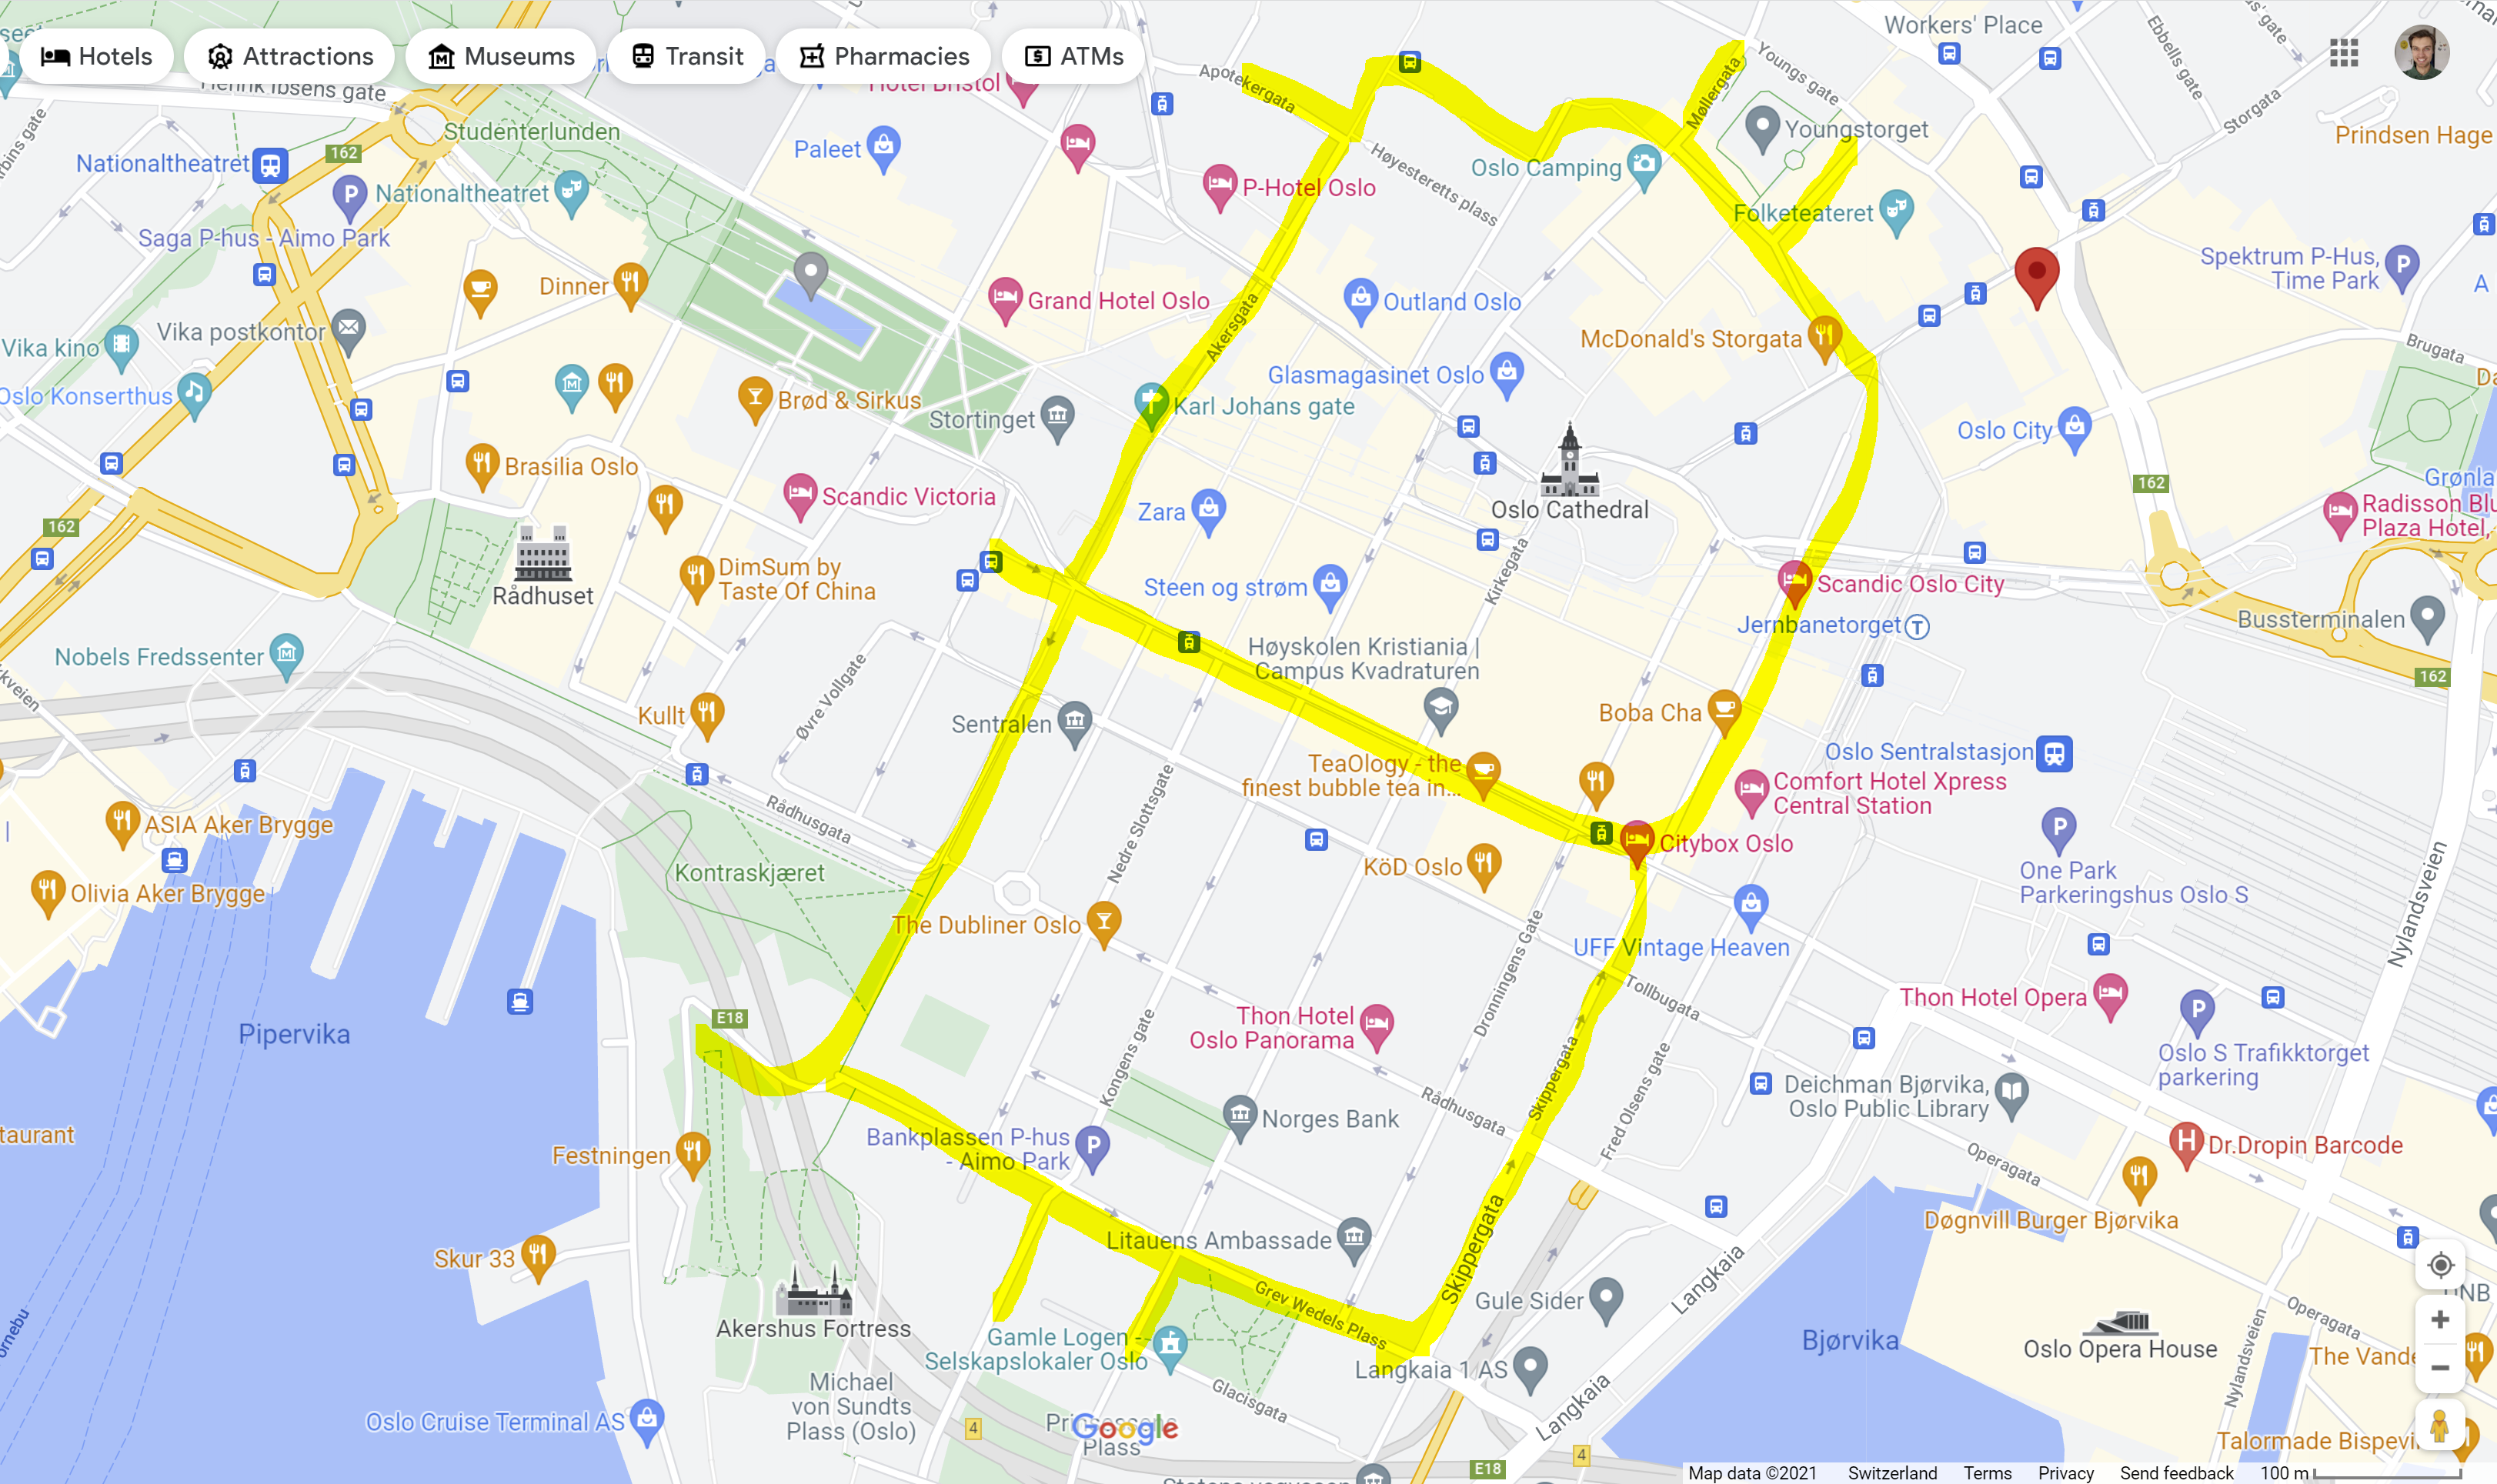 Hotels
Attractions
Museums
Transit
Pharmacies
ATMs
Workers' Place
Ebbells gate
Youngs gate
Storgata
Prindsen Hage
Henrik Ibsens gate
Hotel Bristol
Apotekergata
Møllergata
Studenterlunden
162
Nationaltheatret
Paleet
Youngstorget
Høyesteretts plass
Oslo Camping
P-Hotel Oslo
Nationaltheatret
Folketeateret
Saga P-hus - Aimo Park
Spektrum P-Hus,
Time Park
Dinner
Grand Hotel Oslo
Outland Oslo
Akersgata
Vika postkontor
Vika kino
McDonald's Storgata
Brugata
Glasmagasinet Oslo
Oslo Konserthus
Brød & Sirkus
Stortinget
Karl Johans gate
Oslo City
Brasilia Oslo
Scandic Victoria
Zara
Oslo Cathedral
162
Grønla
Radisson Blu
Plaza Hotel,
162
DimSum by
Taste Of China
Rådhuset
Steen og strøm
Kirkegata
Scandic Oslo City
Jernbanetorget
T
Bussterminalen
Høyskolen Kristiania |
Campus Kvadraturen
Nobels Fredssenter
162
Øvre Vollgate
Kullt
Sentralen
Boba Cha
TeaOlogy - the
finest bubble tea in...
Oslo Sentralstasjon
Comfort Hotel Xpress
Central Station
Rådhusgata
Nedre Slottsgate
ASIA Aker Brygge
Citybox Oslo
KöD Oslo
Kontraskjæret
Olivia Aker Brygge
One Park
Parkeringshus Oslo S
Nylandsveien
The Dubliner Oslo
UFF Vintage Heaven
Dronningens Gate
Tollbugata
Thon Hotel Opera
E18
Pipervika
Thon Hotel
Oslo Panorama
Kongens gate
Skippergata
Fred Olsens gate
Oslo S Trafikktorget
parkering
Deichman Bjørvika,
Oslo Public Library
Rådhusgata
Norges Bank
Bankplassen P-hus
- Aimo Park
Festningen
taurant
Operagata
Dr.Dropin Barcode
Døgnvill Burger Bjørvika
Litauens Ambassade
Skur 33
Skippergata
Grev Wedels Plass
Gule Sider
Langkaia
Akershus Fortress
Gamle Logen -
Selskapslokaler Oslo
Bjørvika
Oslo Opera House
Operagata
Nylandsveien
DNB
The Vande
Langkaia 1 AS
Michael
von Sundts
Plass (Oslo)
Glacisgata
Langkaia
Oslo Cruise Terminal AS
4
Plass
Google
4
E18
Talormade Bispevi
Map data ©2021
Switzerland
Terms
Privacy
Send feedback
100 m